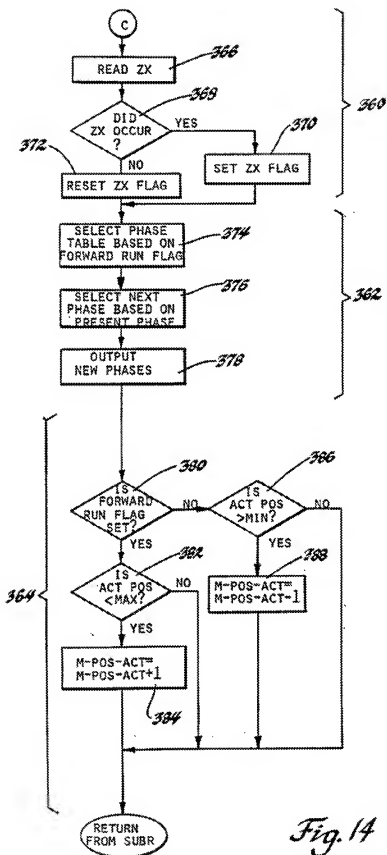 C
READ ZX
366
DID
ZX OCCUR
?
368
YES
NO
372
370
360
SET ZX FLAG
RESET ZX FLAG
SELECT PHASE
TABLE BASED ON
FORWARD RUN FLAG
374
SELECT NEXT
PHASE BASED ON
PRESENT PHASE
376
362
OUTPUT
NEW PHASES
378
IS
FORWARD
RUN FLAG
SET?
380
NO
YES
IS
ACT POS
>MIN?
386
NO
YES
IS
ACT POS
<MAX?
382
NO
YES
M-POS-ACT=
M-POS-ACT-1
388
364
M-POS-ACT=
M-POS-ACT+1
384
RETURN
FROM SUBR
Fig. 14